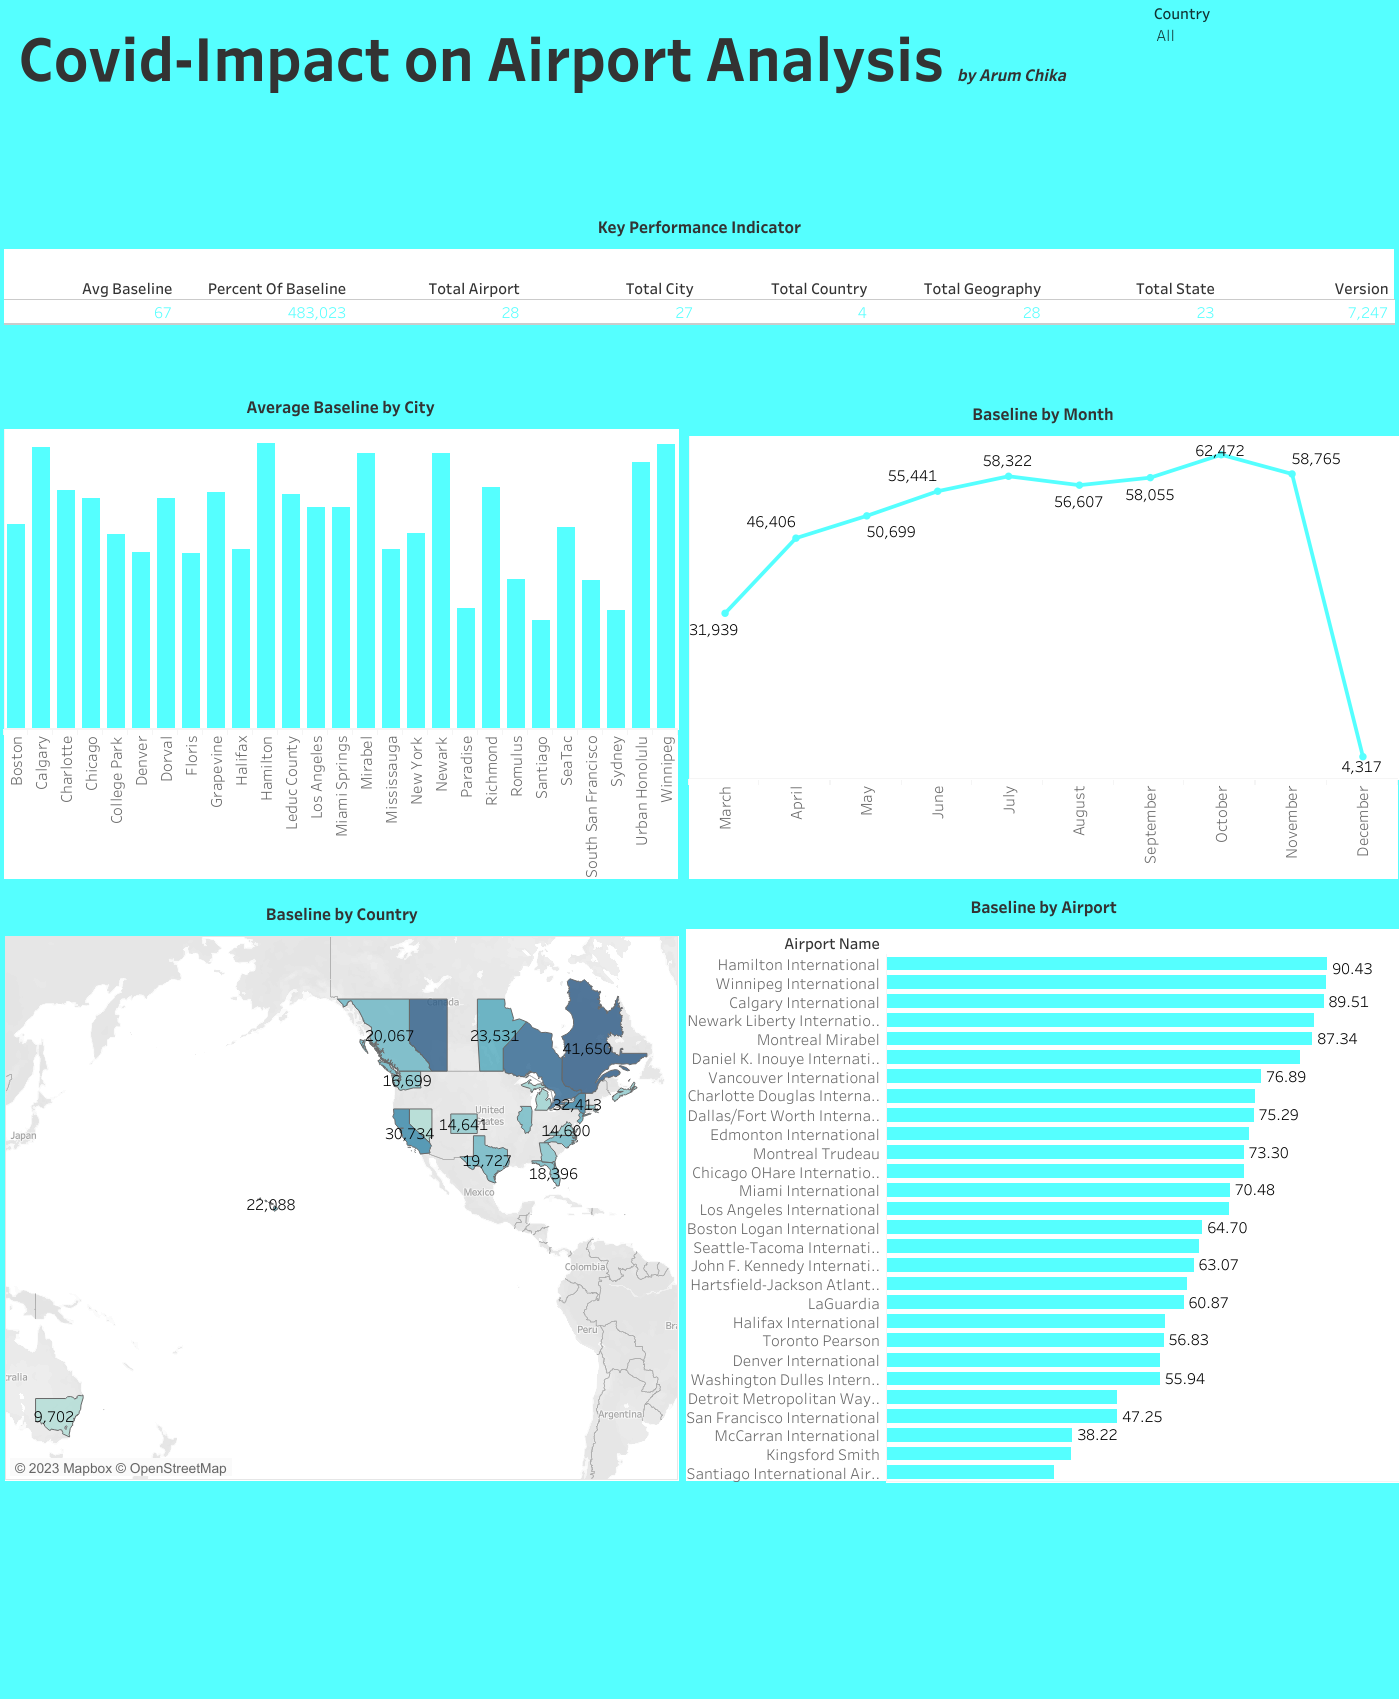 Country
All
Covid-Impact on Airport Analysis by Arum Chika
Key Performance Indicator
Avg Baseline Percent Of Baseline Total Airport Total City Total Country Total Geography Total State Version
67 483,023 28 27 4 28 23 7,247
Average Baseline by City
Boston
Calgary
Charlotte
Chicago
College Park
Denver
Dorval
Floris
Grapevine
Halifax
Hamilton
Leduc County
Los Angeles
Miami Springs
Mirabel
Mississauga
New York
Newark
Paradise
Richmond
Romulus
Santiago
SeaTac
South San Francisco
Sydney
Urban Honolulu
Winnipeg
Baseline by Month
31,939
46,406
50,699
55,441
58,322
56,607
58,055
62,472
58,765
4,317
March
April
May
June
July
August
September
October
November
December
Baseline by Country
Canada
20,067
23,531
41,650
16,699
32,413
United
States
30,734
14,641
14,600
19,727
18,396
Japan
Mexico
22,088
Colombia
Peru
Bra
tralia
9,702
Argentina
© 2023 Mapbox © OpenStreetMap
Baseline by Airport
Airport Name
Hamilton International 90.43
Winnipeg International
Calgary International 89.51
Newark Liberty Internatio..
Montreal Mirabel 87.34
Daniel K. Inouye Internati..
Vancouver International 76.89
Charlotte Douglas Interna..
Dallas/Fort Worth Interna.. 75.29
Edmonton International
Montreal Trudeau 73.30
Chicago OHare Internatio..
Miami International 70.48
Los Angeles International
Boston Logan International 64.70
Seattle-Tacoma Internati..
John F. Kennedy Internati.. 63.07
Hartsfield-Jackson Atlant..
LaGuardia 60.87
Halifax International
Toronto Pearson 56.83
Denver International
Washington Dulles Intern.. 55.94
Detroit Metropolitan Way..
San Francisco International 47.25
McCarran International 38.22
Kingsford Smith
Santiago International Air..